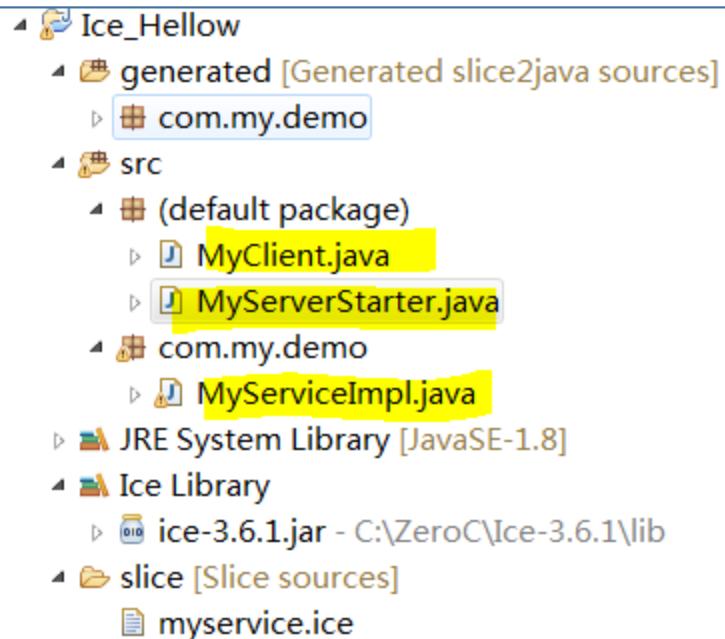 Ice_Hellow
generated [Generated slice2java sources]
com.my.demo
src
(default package)
MyClient.java
MyServerStarter.java
com.my.demo
MyServiceImpl.java
JRE System Library [JavaSE-1.8]
Ice Library
ice-3.6.1.jar - C:\ZeroC\Ice-3.6.1\lib
slice [Slice sources]
myservice.ice